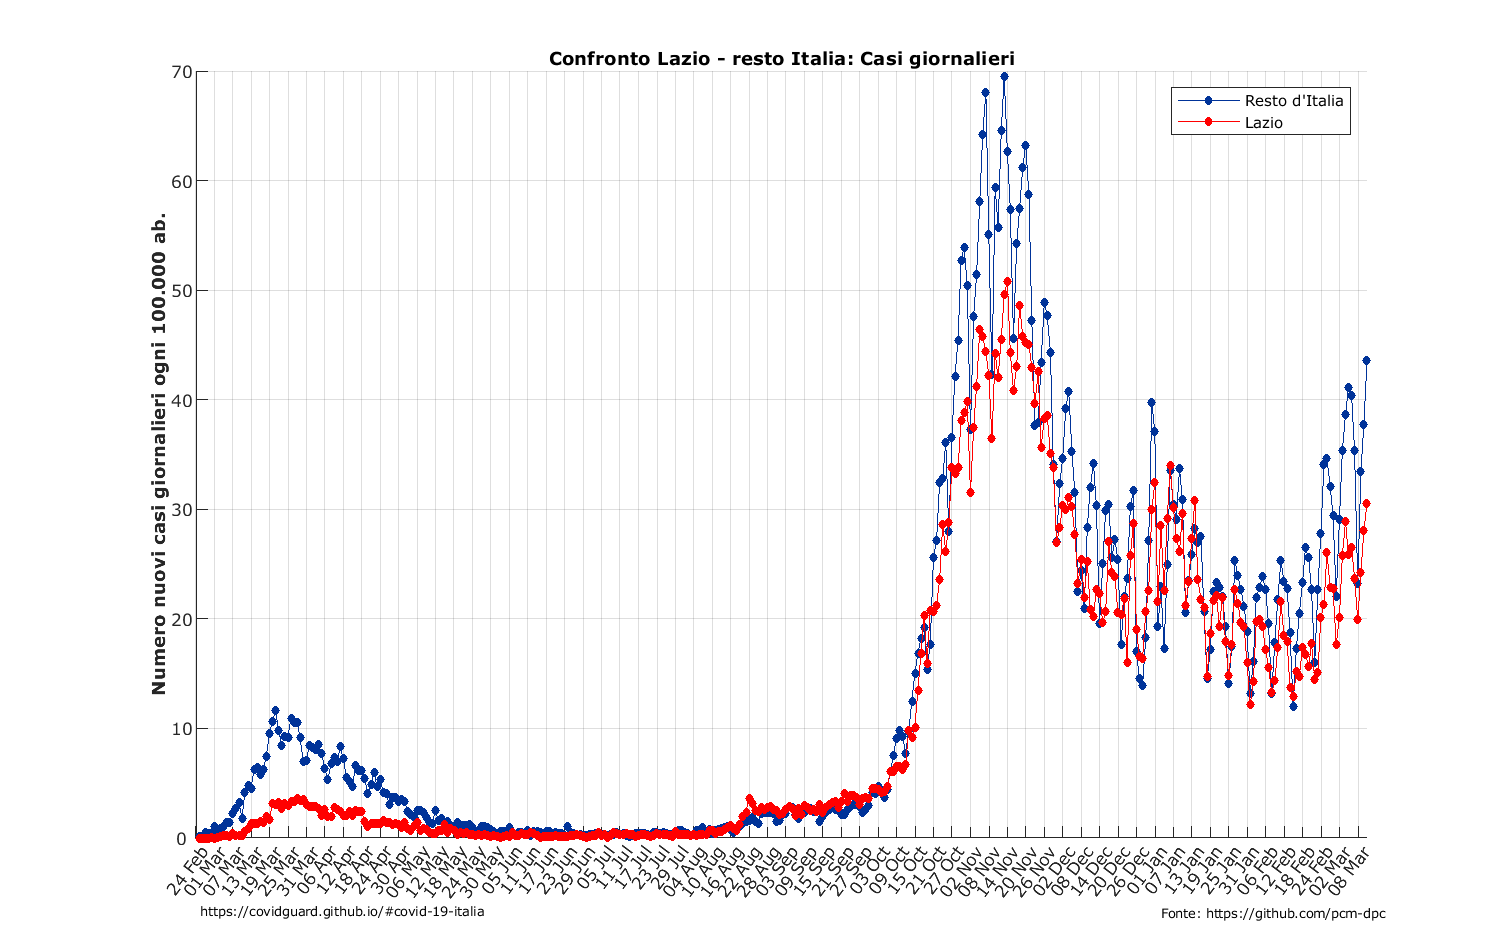 Confronto Lazio - resto Italia: Casi giornalieri
Resto d'Italia
Lazio
Numero nuovi casi giornalieri ogni 100.000 ab.
70
60
50
40
30
20
10
0
24 Feb
01 Mar
07 Mar
13 Mar
19 Mar
25 Mar
31 Mar
06 Apr
12 Apr
18 Apr
24 Apr
30 Apr
06 May
12 May
18 May
24 May
30 May
05 Jun
11 Jun
17 Jun
23 Jun
29 Jun
05 Jul
11 Jul
17 Jul
23 Jul
29 Jul
04 Aug
10 Aug
16 Aug
22 Aug
28 Aug
03 Sep
09 Sep
15 Sep
21 Sep
27 Sep
03 Oct
09 Oct
15 Oct
21 Oct
27 Oct
02 Nov
08 Nov
14 Nov
20 Nov
26 Nov
02 Dec
08 Dec
14 Dec
20 Dec
26 Dec
01 Jan
07 Jan
13 Jan
19 Jan
25 Jan
31 Jan
06 Feb
12 Feb
18 Feb
24 Feb
02 Mar
08 Mar
https://covidguard.github.io/#covid-19-italia
Fonte: https://github.com/pcm-dpc